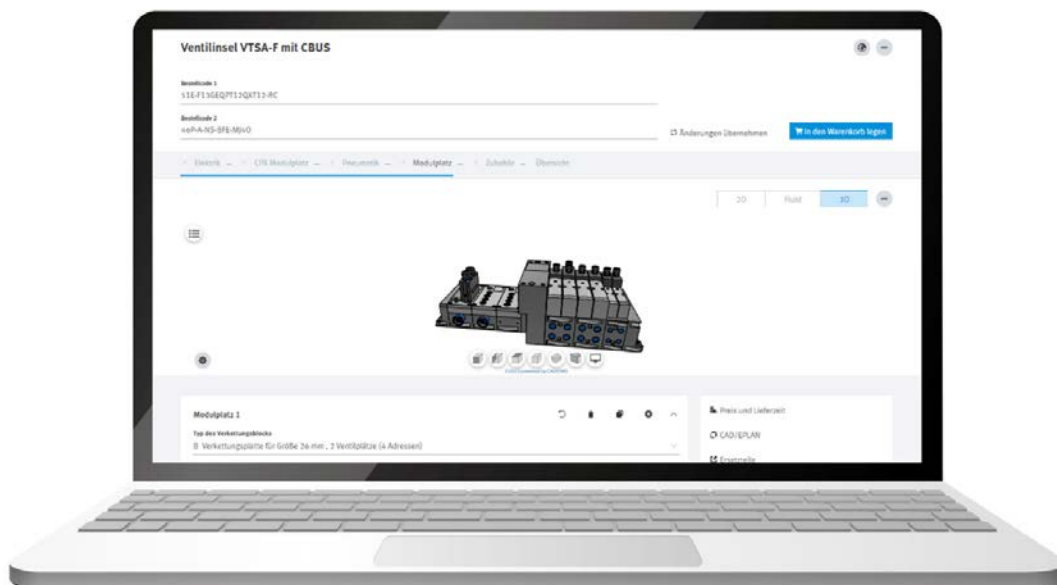 Ventilinsel VTSA-F mit CBUS
Bestellcode 1
Bestellcode 2
Änderungen übernehmen
In den Warenkorb legen
Elektrik ... CPX Modulplatz ... Pneumatik ... Modulplatz ... Zubehör ... Übersicht
2D Fluid 3D
Modulplatz 1
Typ des Verkettungsblocks
Verkettungsplatte für Größe 26 mm , 2 Ventilplätze (4 Adressen)
Preis und Lieferzeit
CAD/EPLAN
Ersatzteile